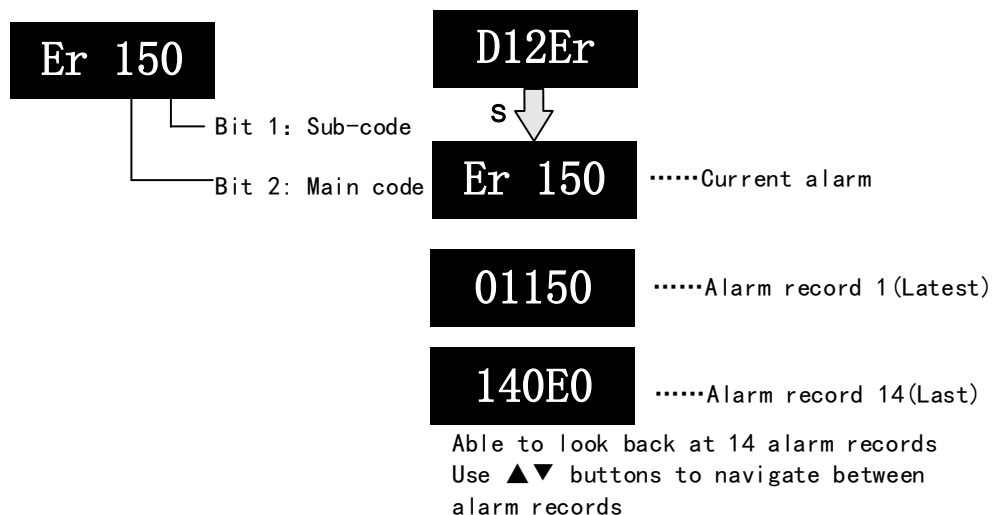 Er 150
Bit 1: Sub-code
Bit 2: Main code
D12Er
S
Er 150
······Current alarm
01150
······Alarm record 1(Latest)
140E0
······Alarm record 14(Last)
Able to look back at 14 alarm records
Use ▲▼ buttons to navigate between
alarm records